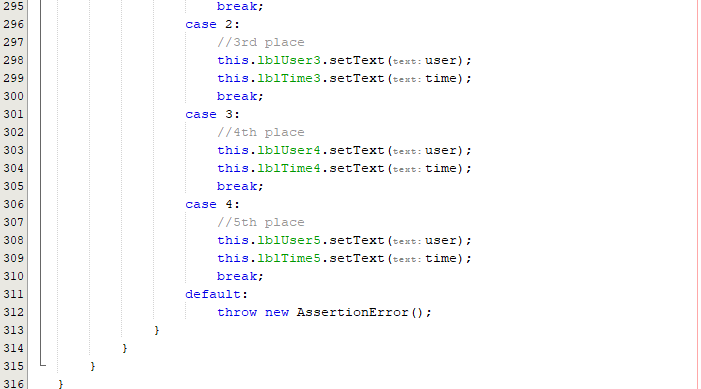 295 break;
296 case 2:
297 //3rd place
298 this.lblUser3.setText(text: user);
299 this.lblTime3.setText(text: time);
300 break;
301 case 3:
302 //4th place
303 this.lblUser4.setText(text: user);
304 this.lblTime4.setText(text: time);
305 break;
306 case 4:
307 //5th place
308 this.lblUser5.setText(text: user);
309 this.lblTime5.setText(text: time);
310 break;
311 default:
312 throw new AssertionError();
313 }
314 }
315 }
316 }